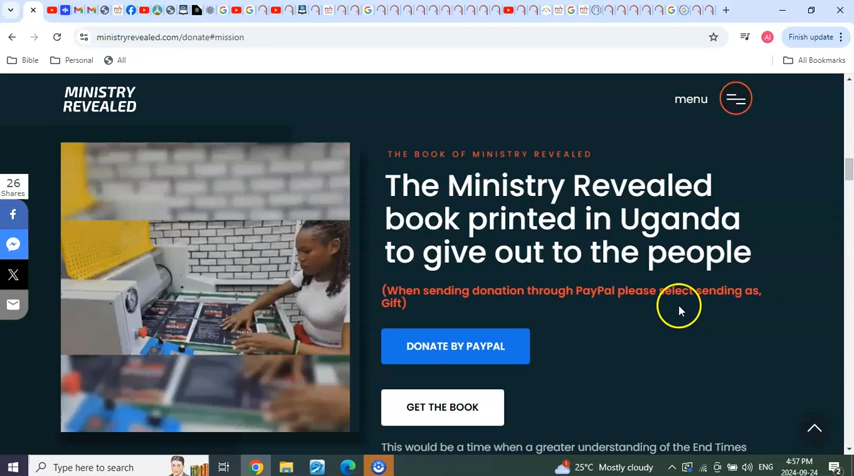 Finish update
ministryrevealed.com/donate#mission
Bible
Personal
All
All Bookmarks
MINISTRY
REVEALED
menu
THE BOOK OF MINISTRY REVEALED
The Ministry Revealed
book printed in Uganda
to give out to the people
(When sending donation through PayPal please select sending as,
Gift)
26
Shares
DONATE BY PAYPAL
GET THE BOOK
This would be a time when a greater understanding of the End Times
Type here to search
25°C Mostly cloudy
ENG
4:57 PM
2024-09-24